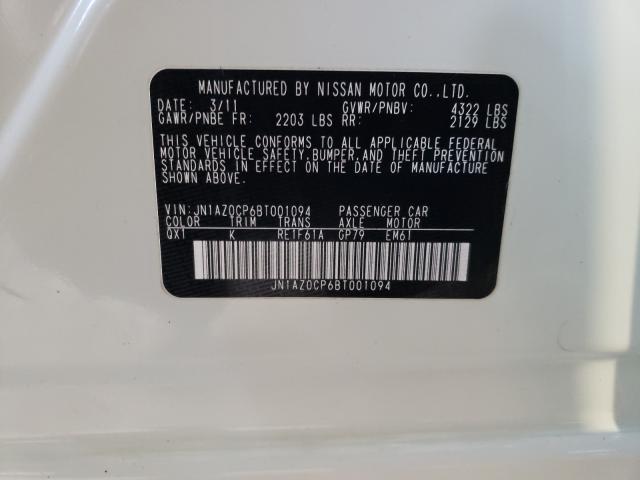 MANUFACTURED BY NISSAN MOTOR CO.,LTD.
DATE: 3/11 GVWR/PNBV: 4322 LBS
GAWR/PNBE FR: 2203 LBS RR: 2129 LBS
THIS VEHICLE CONFORMS TO ALL APPLICABLE FEDERAL
MOTOR VEHICLE SAFETY,BUMPER,AND THEFT PREVENTION
STANDARDS IN EFFECT ON THE DATE OF MANUFACTURE
SHOWN ABOVE.
VIN:JN1AZ0CP6BT001094 PASSENGER CAR
COLOR TRIM TRANS AXLE MOTOR
QX1 K RE1F61A GP79 EM61
JN1AZ0CP6BT001094